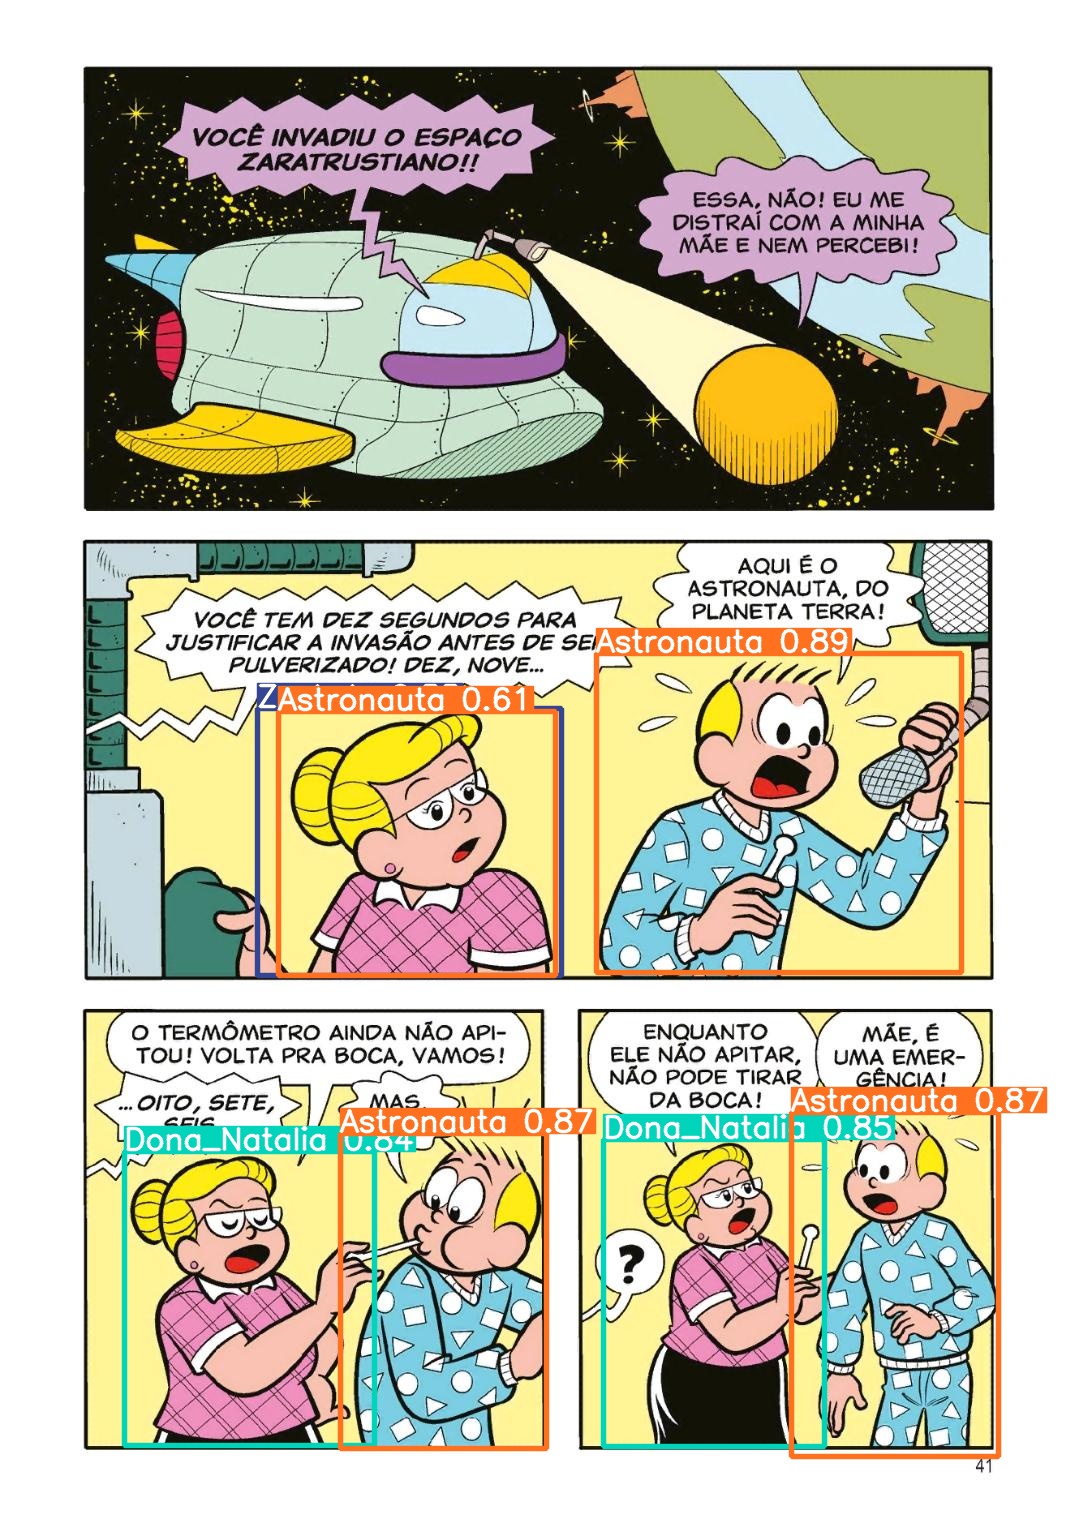 VOCÊ INVADIU O ESPAÇO
ZARATRUSTIANO!!
ESSA, NÃO! EU ME
DISTRAÍ COM A MINHA
MÃE E NEM PERCEBI!
VOCÊ TEM DEZ SEGUNDOS PARA
JUSTIFICAR A INVASÃO ANTES DE
PULVERIZADO! DEZ, NOVE...
AQUI É O
ASTRONAUTA, DO
PLANETA TERRA!
Astronauta 0.89
Astronauta 0.61
O TERMÔMETRO AINDA NÃO API-
TOU! VOLTA PRA BOCA, VAMOS!
...OITO, SETE,
SEIS
MAS
Dona_Natalia 0.84
Astronauta 0.87
ENQUANTO
ELE NÃO APITAR,
NÃO PODE TIRAR
DA BOCA!
MÃE, É
UMA EMER-
GÊNCIA!
Dona_Natalia 0.85
Astronauta 0.87
?
41